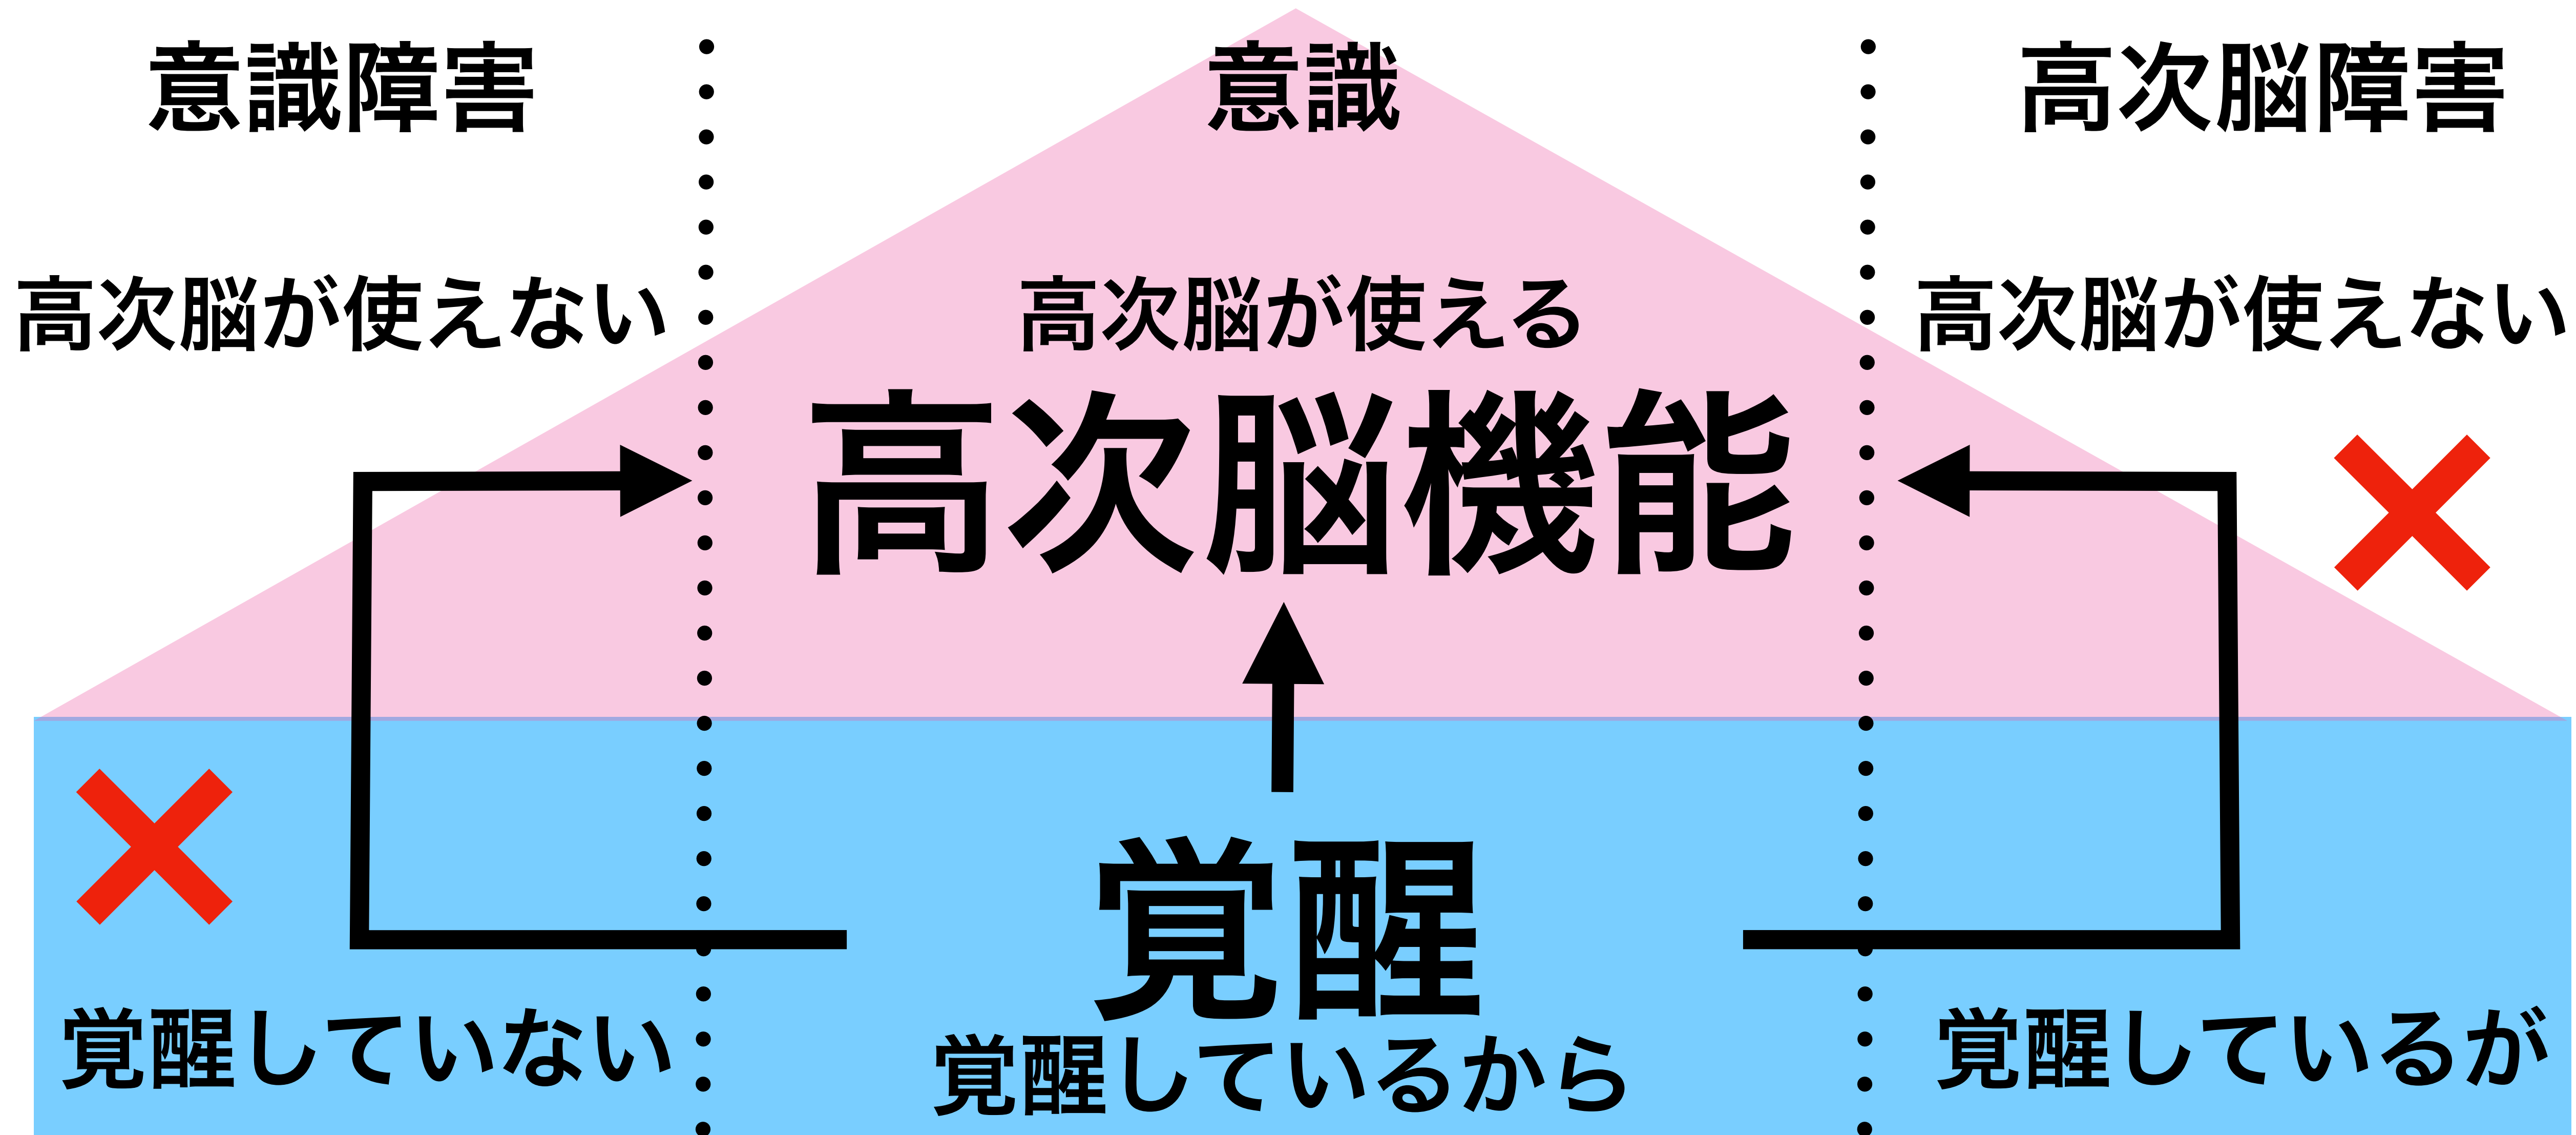 意識障害
意識
高次脳障害
高次脳が使えない
高次脳が使える
高次脳が使えない
高次脳機能
覚醒
覚醒していない
覚醒しているから
覚醒しているが